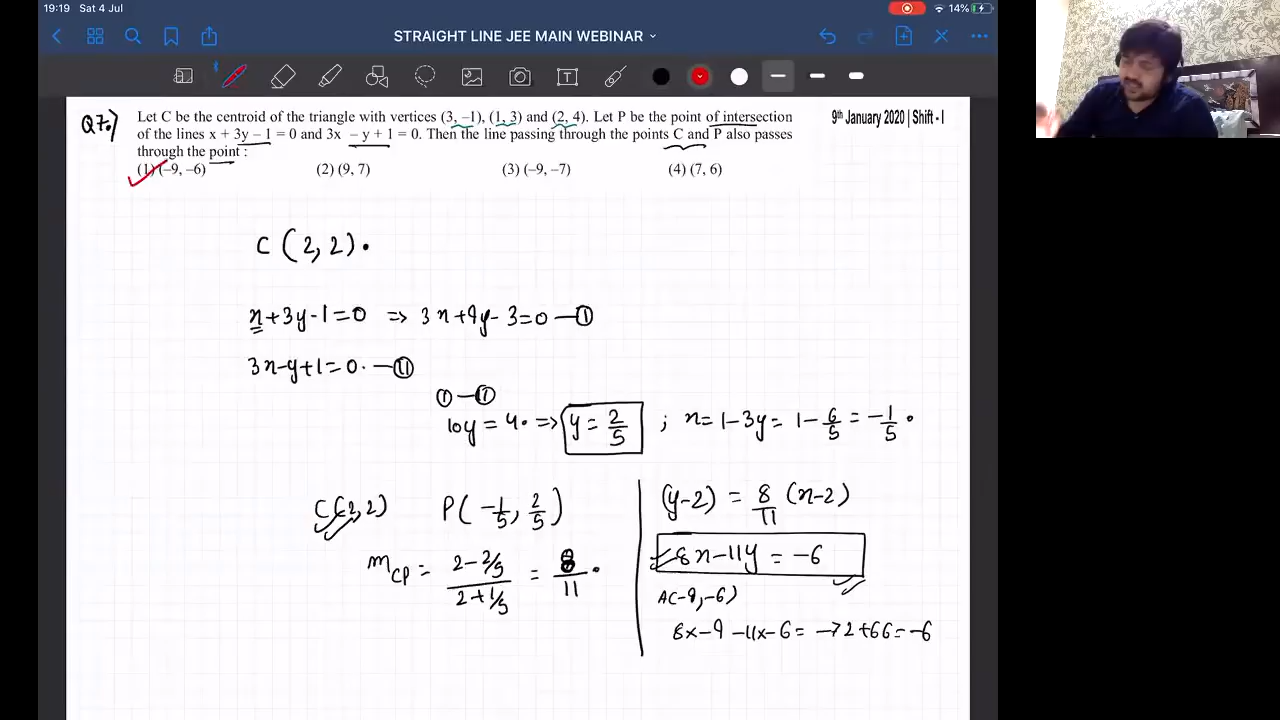 19:19 Sat 4 Jul
14%
STRAIGHT LINE JEE MAIN WEBINAR
Q7.) Let C be the centroid of the triangle with vertices (3, –1), (1, 3) and (2, 4). Let P be the point of intersection
9th January 2020 | Shift - I
of the lines x + 3y – 1 = 0 and 3x – y + 1 = 0. Then the line passing through the points C and P also passes
through the point :
(1) (–9, –6) (2) (9, 7) (3) (–9, –7) (4) (7, 6)
C (2, 2) .
x + 3y - 1 = 0 => 3x + 9y - 3 = 0 — I
3x - y + 1 = 0 . — II
I — II
10y = 4 . => y = 2/5 ; x = 1 - 3y = 1 - 6/5 = -1/5 .
C(2, 2) P(-1/5, 2/5)
m_CP = (2 - 2/5)/(2 + 1/5) = 8/11 .
(y-2) = 8/11 (x-2)
8x - 11y = -6
A(-9, -6)
8x-9 -11x-6 = -72 + 66 = -6